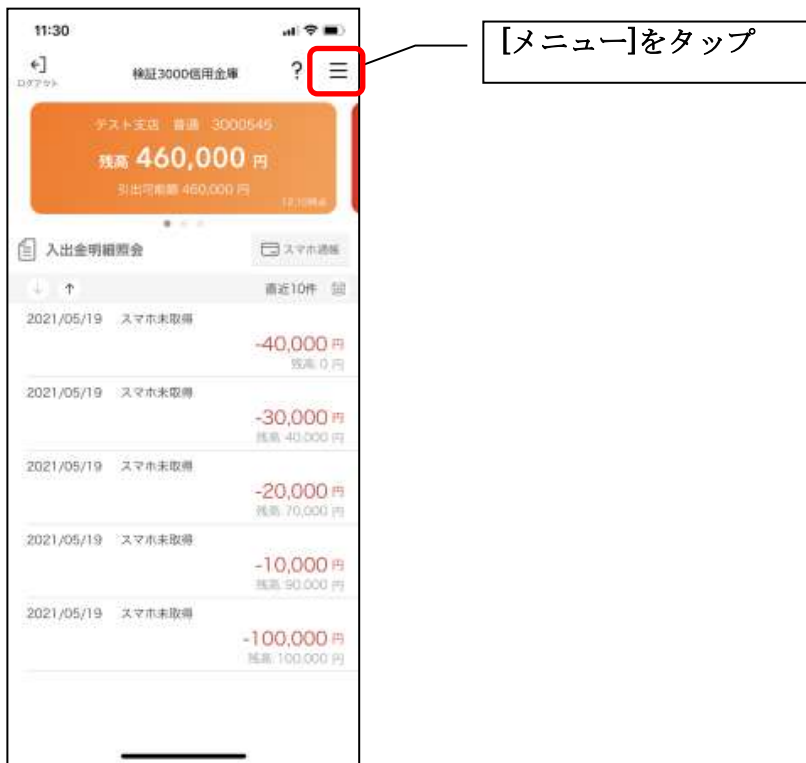 11:30
[メニュー]をタップ
ログアウト
検証3000信用金庫
?
テスト支店 普通 3000545
残高 460,000 円
引出可能額 460,000 円
入出金明細照会
スマホ通帳
↓ ↑
直近10件
2021/05/19 スマホ未取得
-40,000 円
残高 0 円
2021/05/19 スマホ未取得
-30,000 円
残高 40,000 円
2021/05/19 スマホ未取得
-20,000 円
残高 70,000 円
2021/05/19 スマホ未取得
-10,000 円
残高 90,000 円
2021/05/19 スマホ未取得
-100,000 円
残高 100,000 円